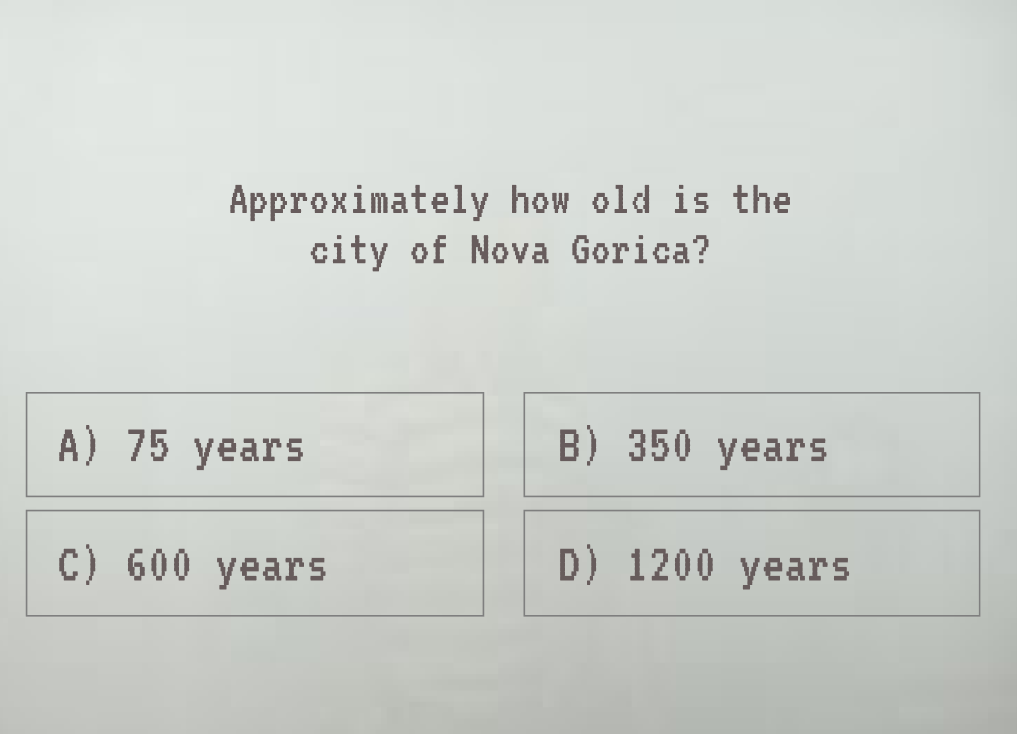 Approximately how old is the
city of Nova Gorica?
A) 75 years
B) 350 years
C) 600 years
D) 1200 years